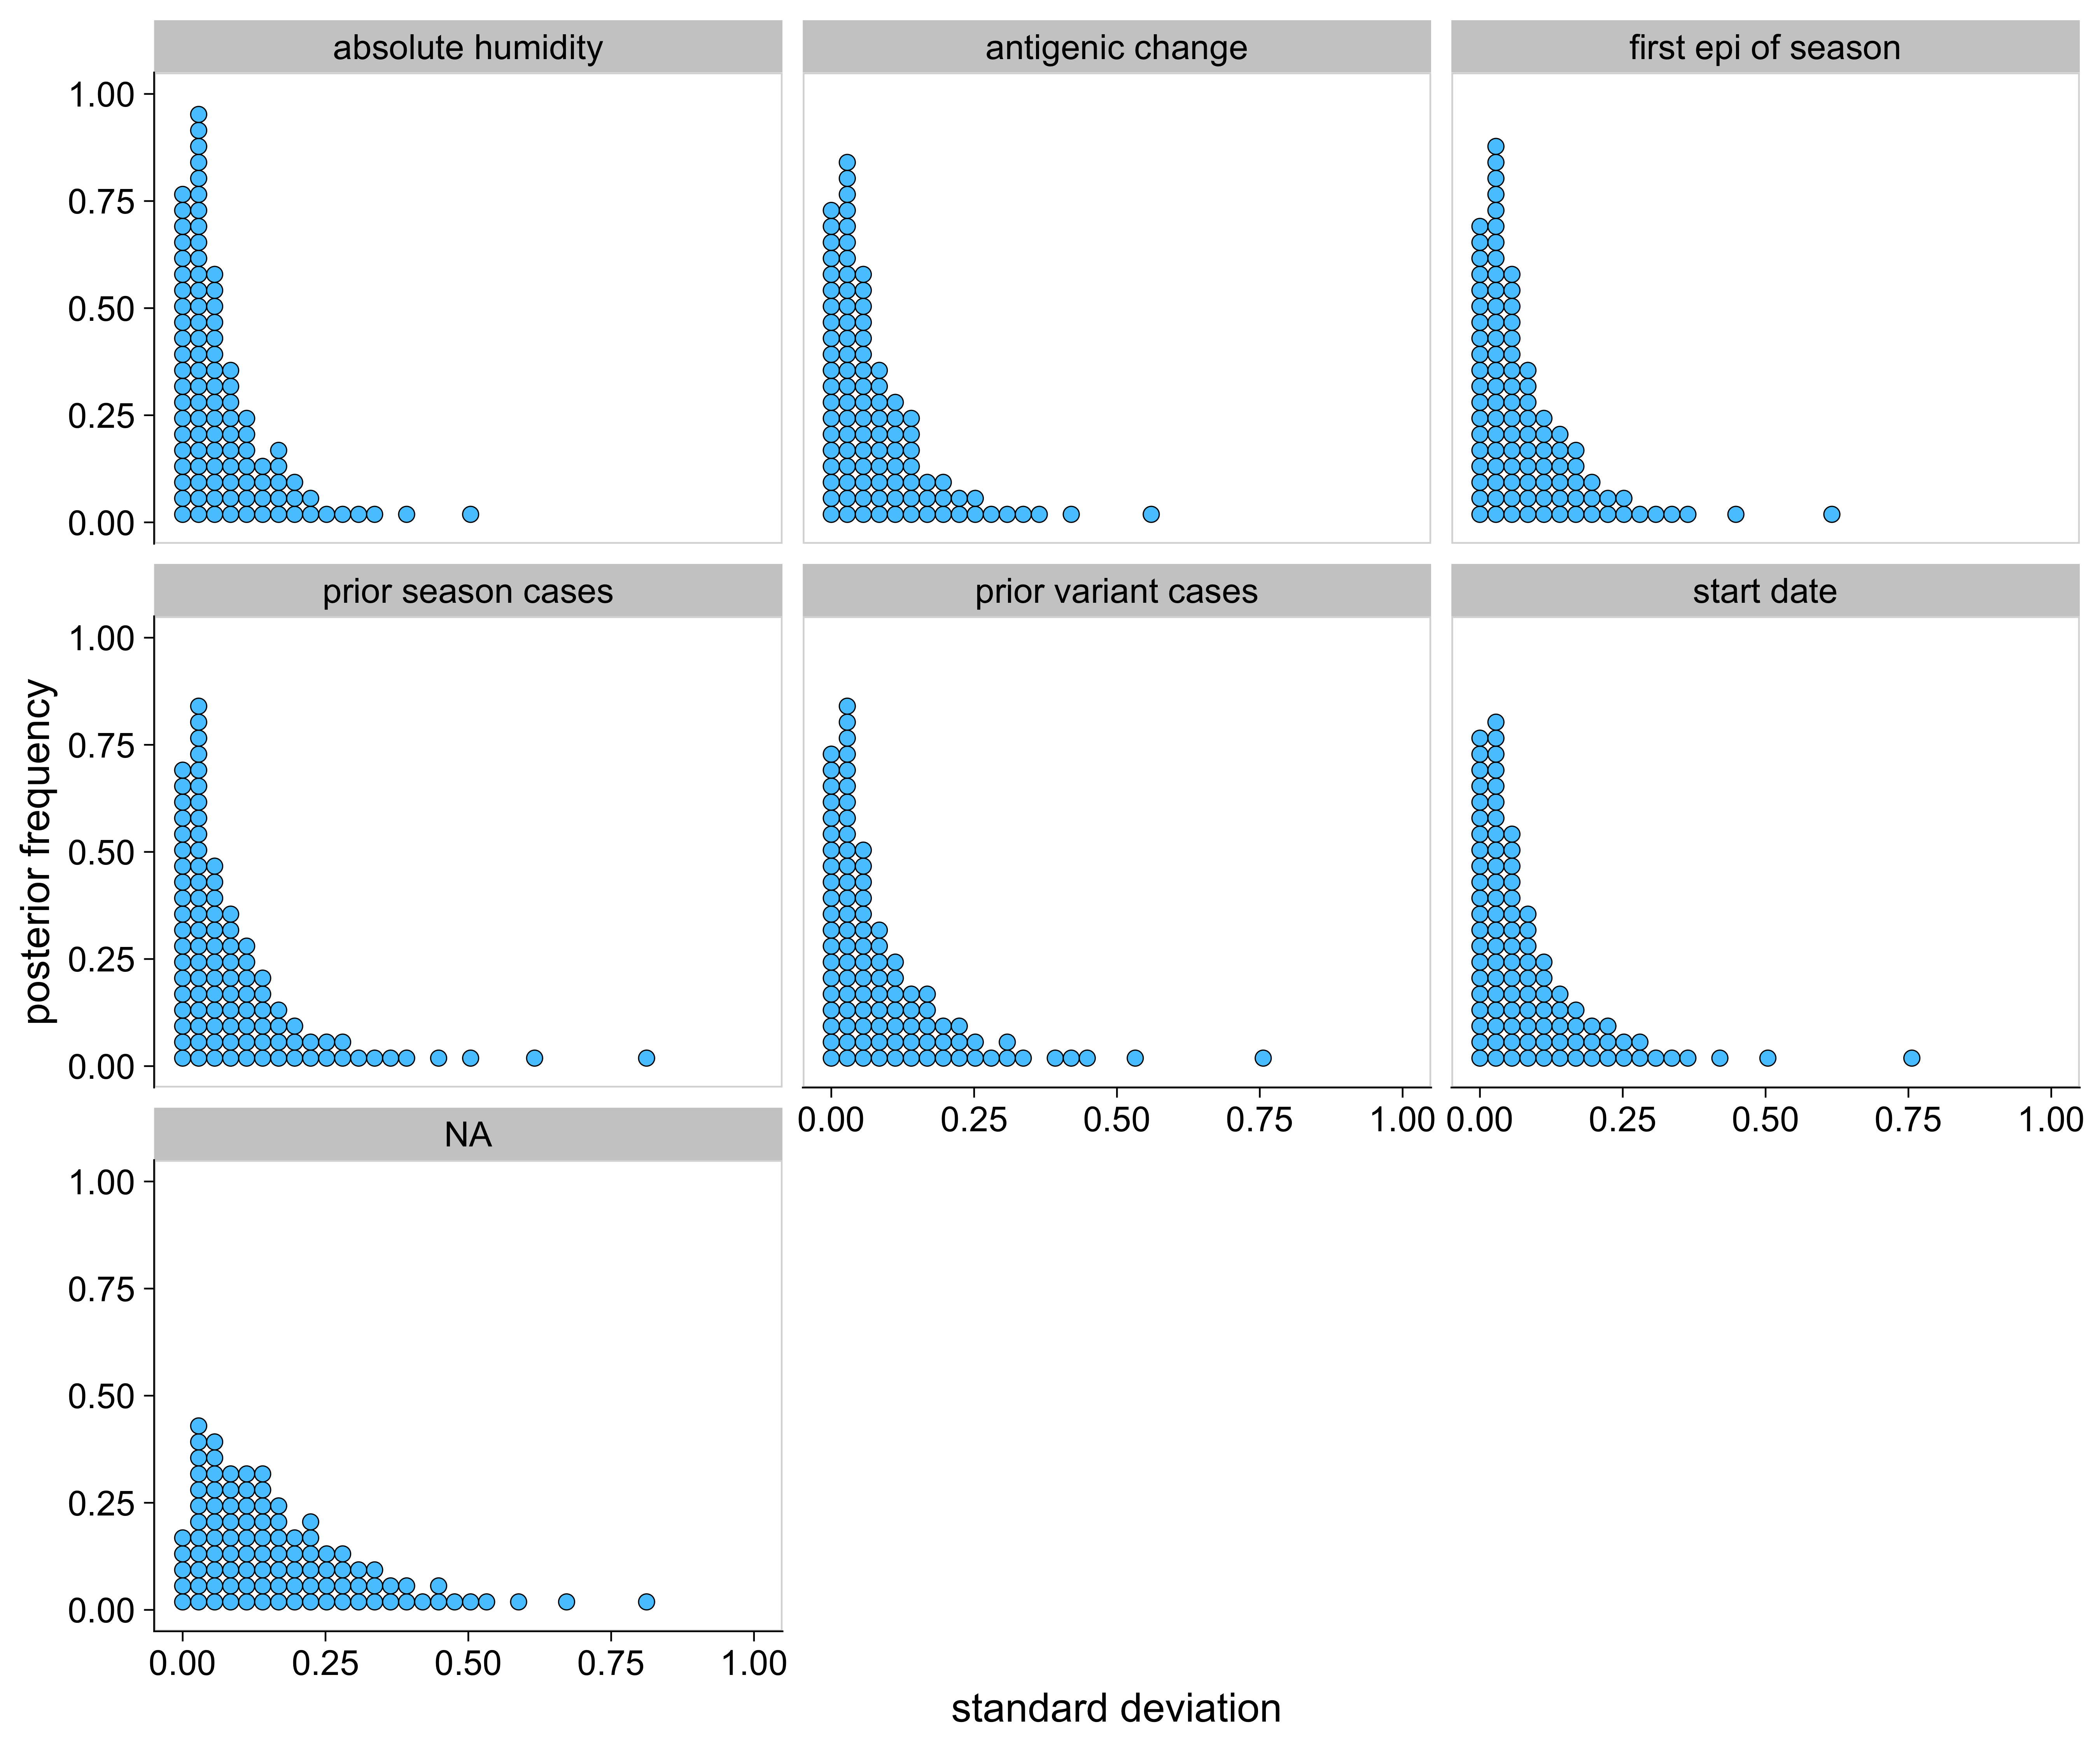 absolute humidity
antigenic change
first epi of season
1.00
0.75
0.50
0.25
0.00
prior season cases
prior variant cases
start date
1.00
0.75
0.50
0.25
0.00
0.00 0.25 0.50 0.75 1.00
0.00 0.25 0.50 0.75 1.00
posterior frequency
NA
1.00
0.75
0.50
0.25
0.00
0.00 0.25 0.50 0.75 1.00
standard deviation